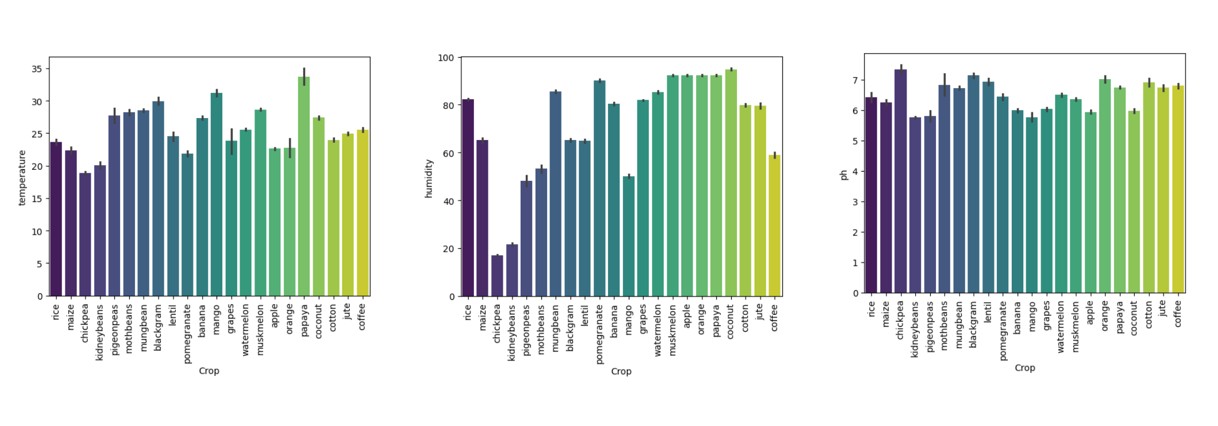 temperature
35
30
25
20
15
10
5
0
rice
maize
chickpea
kidneybeans
pigeonpeas
mothbeans
mungbean
blackgram
lentil
pomegranate
banana
mango
grapes
watermelon
muskmelon
apple
orange
papaya
coconut
cotton
jute
coffee
Crop
humidity
100
80
60
40
20
0
rice
maize
chickpea
kidneybeans
pigeonpeas
mothbeans
mungbean
blackgram
lentil
pomegranate
banana
mango
grapes
watermelon
muskmelon
apple
orange
papaya
coconut
cotton
jute
coffee
Crop
ph
7
6
5
4
3
2
1
0
rice
maize
chickpea
kidneybeans
pigeonpeas
mothbeans
mungbean
blackgram
lentil
pomegranate
banana
mango
grapes
watermelon
muskmelon
apple
orange
papaya
coconut
cotton
jute
coffee
Crop